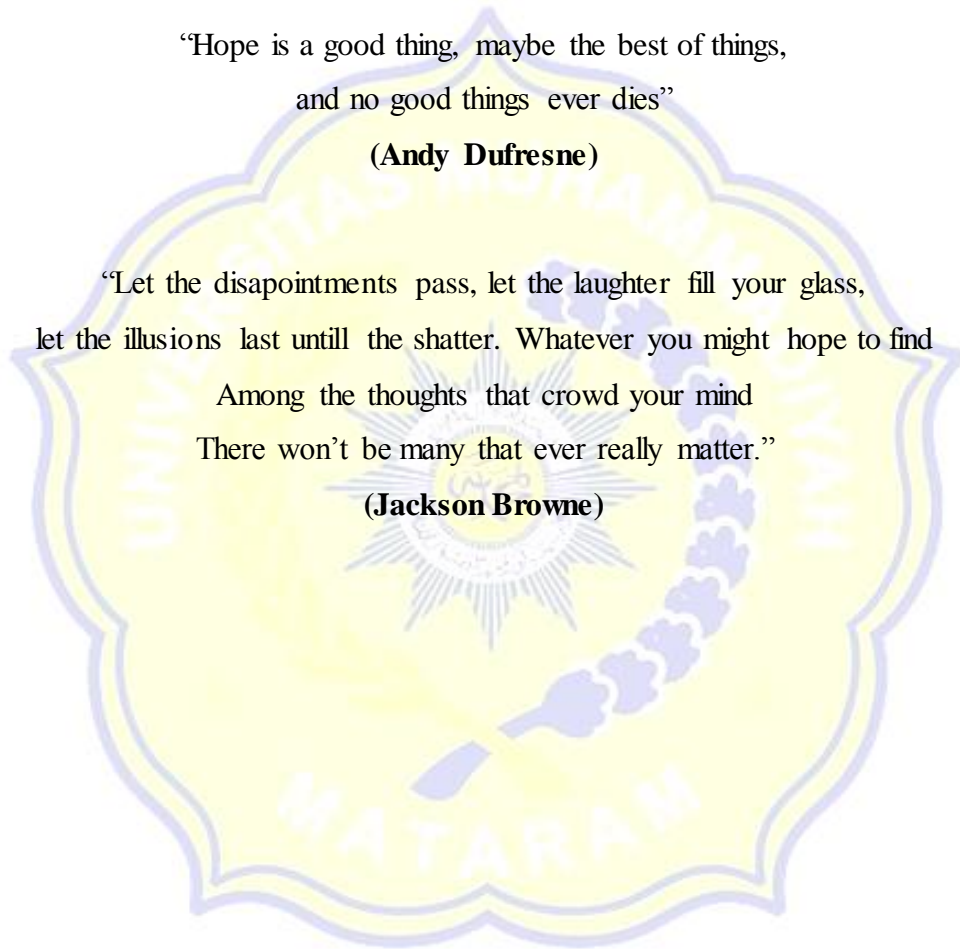 “Hope is a good thing, maybe the best of things,
and no good things ever dies”
(Andy Dufresne)
“Let the disapointments pass, let the laughter fill your glass,
let the illusions last untill the shatter. Whatever you might hope to find
Among the thoughts that crowd your mind
There won’t be many that ever really matter.”
(Jackson Browne)
UNIVERSITAS MUHAMMADIYAH
MATARAM